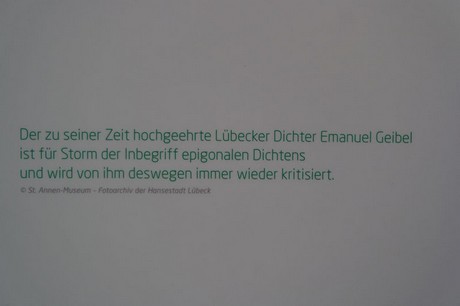 Der zu seiner Zeit hochgeehrte Lübecker Dichter Emanuel Geibel
ist für Storm der Inbegriff epigonalen Dichtens
und wird von ihm deswegen immer wieder kritisiert.
© St. Annen-Museum – Fotoarchiv der Hansestadt Lübeck